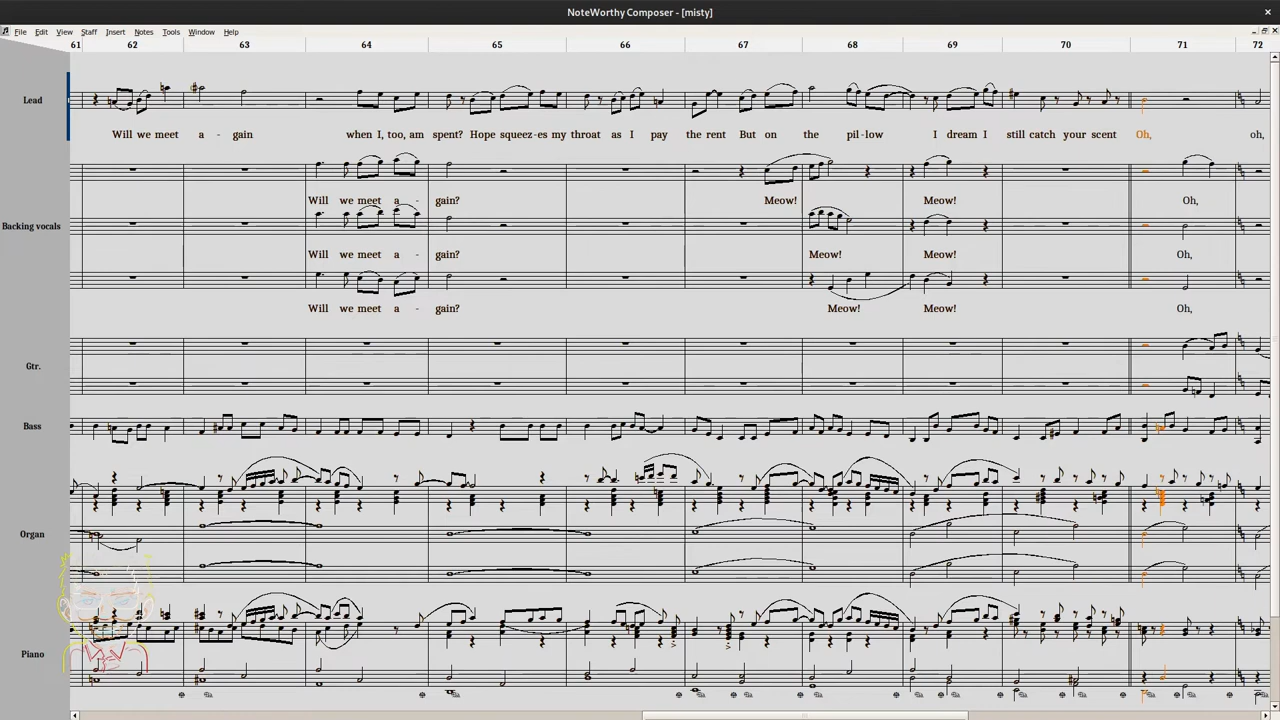 NoteWorthy Composer - [misty]
File Edit View Staff Insert Notes Tools Window Help
61 62 63 64 65 66 67 68 69 70 71 72
Lead
Will we meet a - gain when I, too, am spent? Hope squeez-es my throat as I pay the rent But on the pil-low I dream I still catch your scent Oh, oh,
Will we meet a - gain? Meow! Meow! Oh,
Backing vocals
Will we meet a - gain? Meow! Meow! Oh,
Will we meet a - gain? Meow! Meow! Oh,
Gtr.
Bass
Organ
Piano